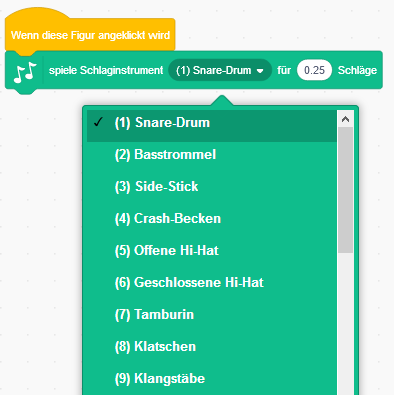 Wenn diese Figur angeklickt wird
spiele Schlaginstrument (1) Snare-Drum für 0.25 Schläge
(1) Snare-Drum
(2) Basstrommel
(3) Side-Stick
(4) Crash-Becken
(5) Offene Hi-Hat
(6) Geschlossene Hi-Hat
(7) Tamburin
(8) Klatschen
(9) Klangstäbe